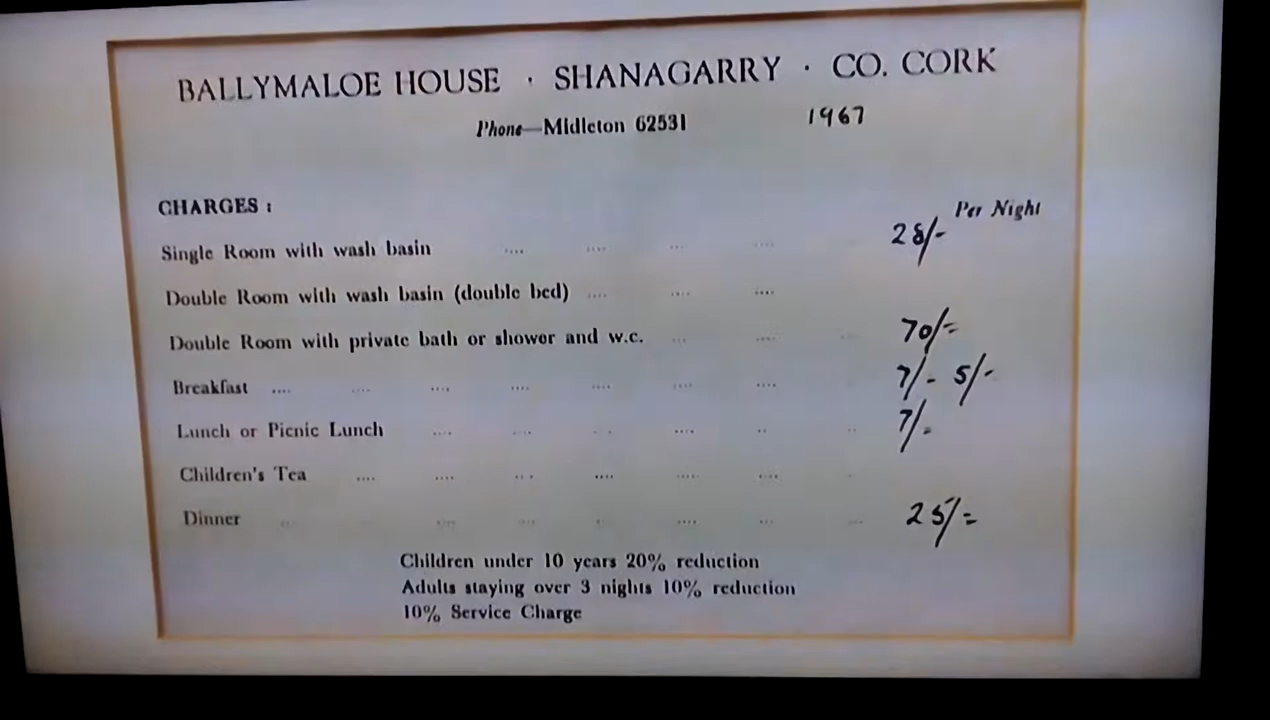 BALLYMALOE HOUSE · SHANAGARRY · CO. CORK
Phone—Midleton 62531 1967
CHARGES : Per Night
Single Room with wash basin .... .... .... .... 28/-
Double Room with wash basin (double bed) .... .... ....
Double Room with private bath or shower and w.c. .... .... .... 70/=
Breakfast .... .... .... .... .... .... .... 7/- 5/-
Lunch or Picnic Lunch .... .... .... .... .... .... 7/=
Children's Tea .... .... .... .... .... .... ....
Dinner .... .... .... .... .... .... .... .... 25/=
Children under 10 years 20% reduction
Adults staying over 3 nights 10% reduction
10% Service Charge